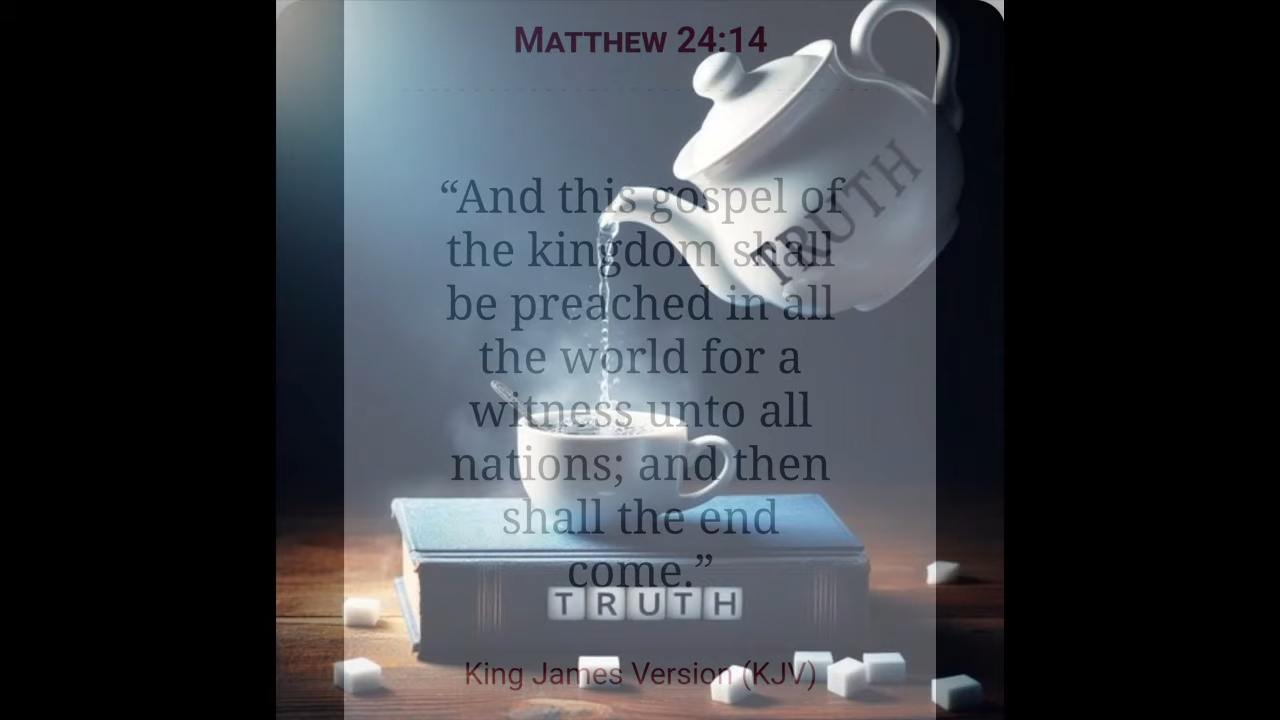 MATTHEW 24:14
TRUTH
“And this gospel of
the kingdom shall
be preached in all
the world for a
witness unto all
nations; and then
shall the end
come.”
TRUTH
King James Version (KJV)